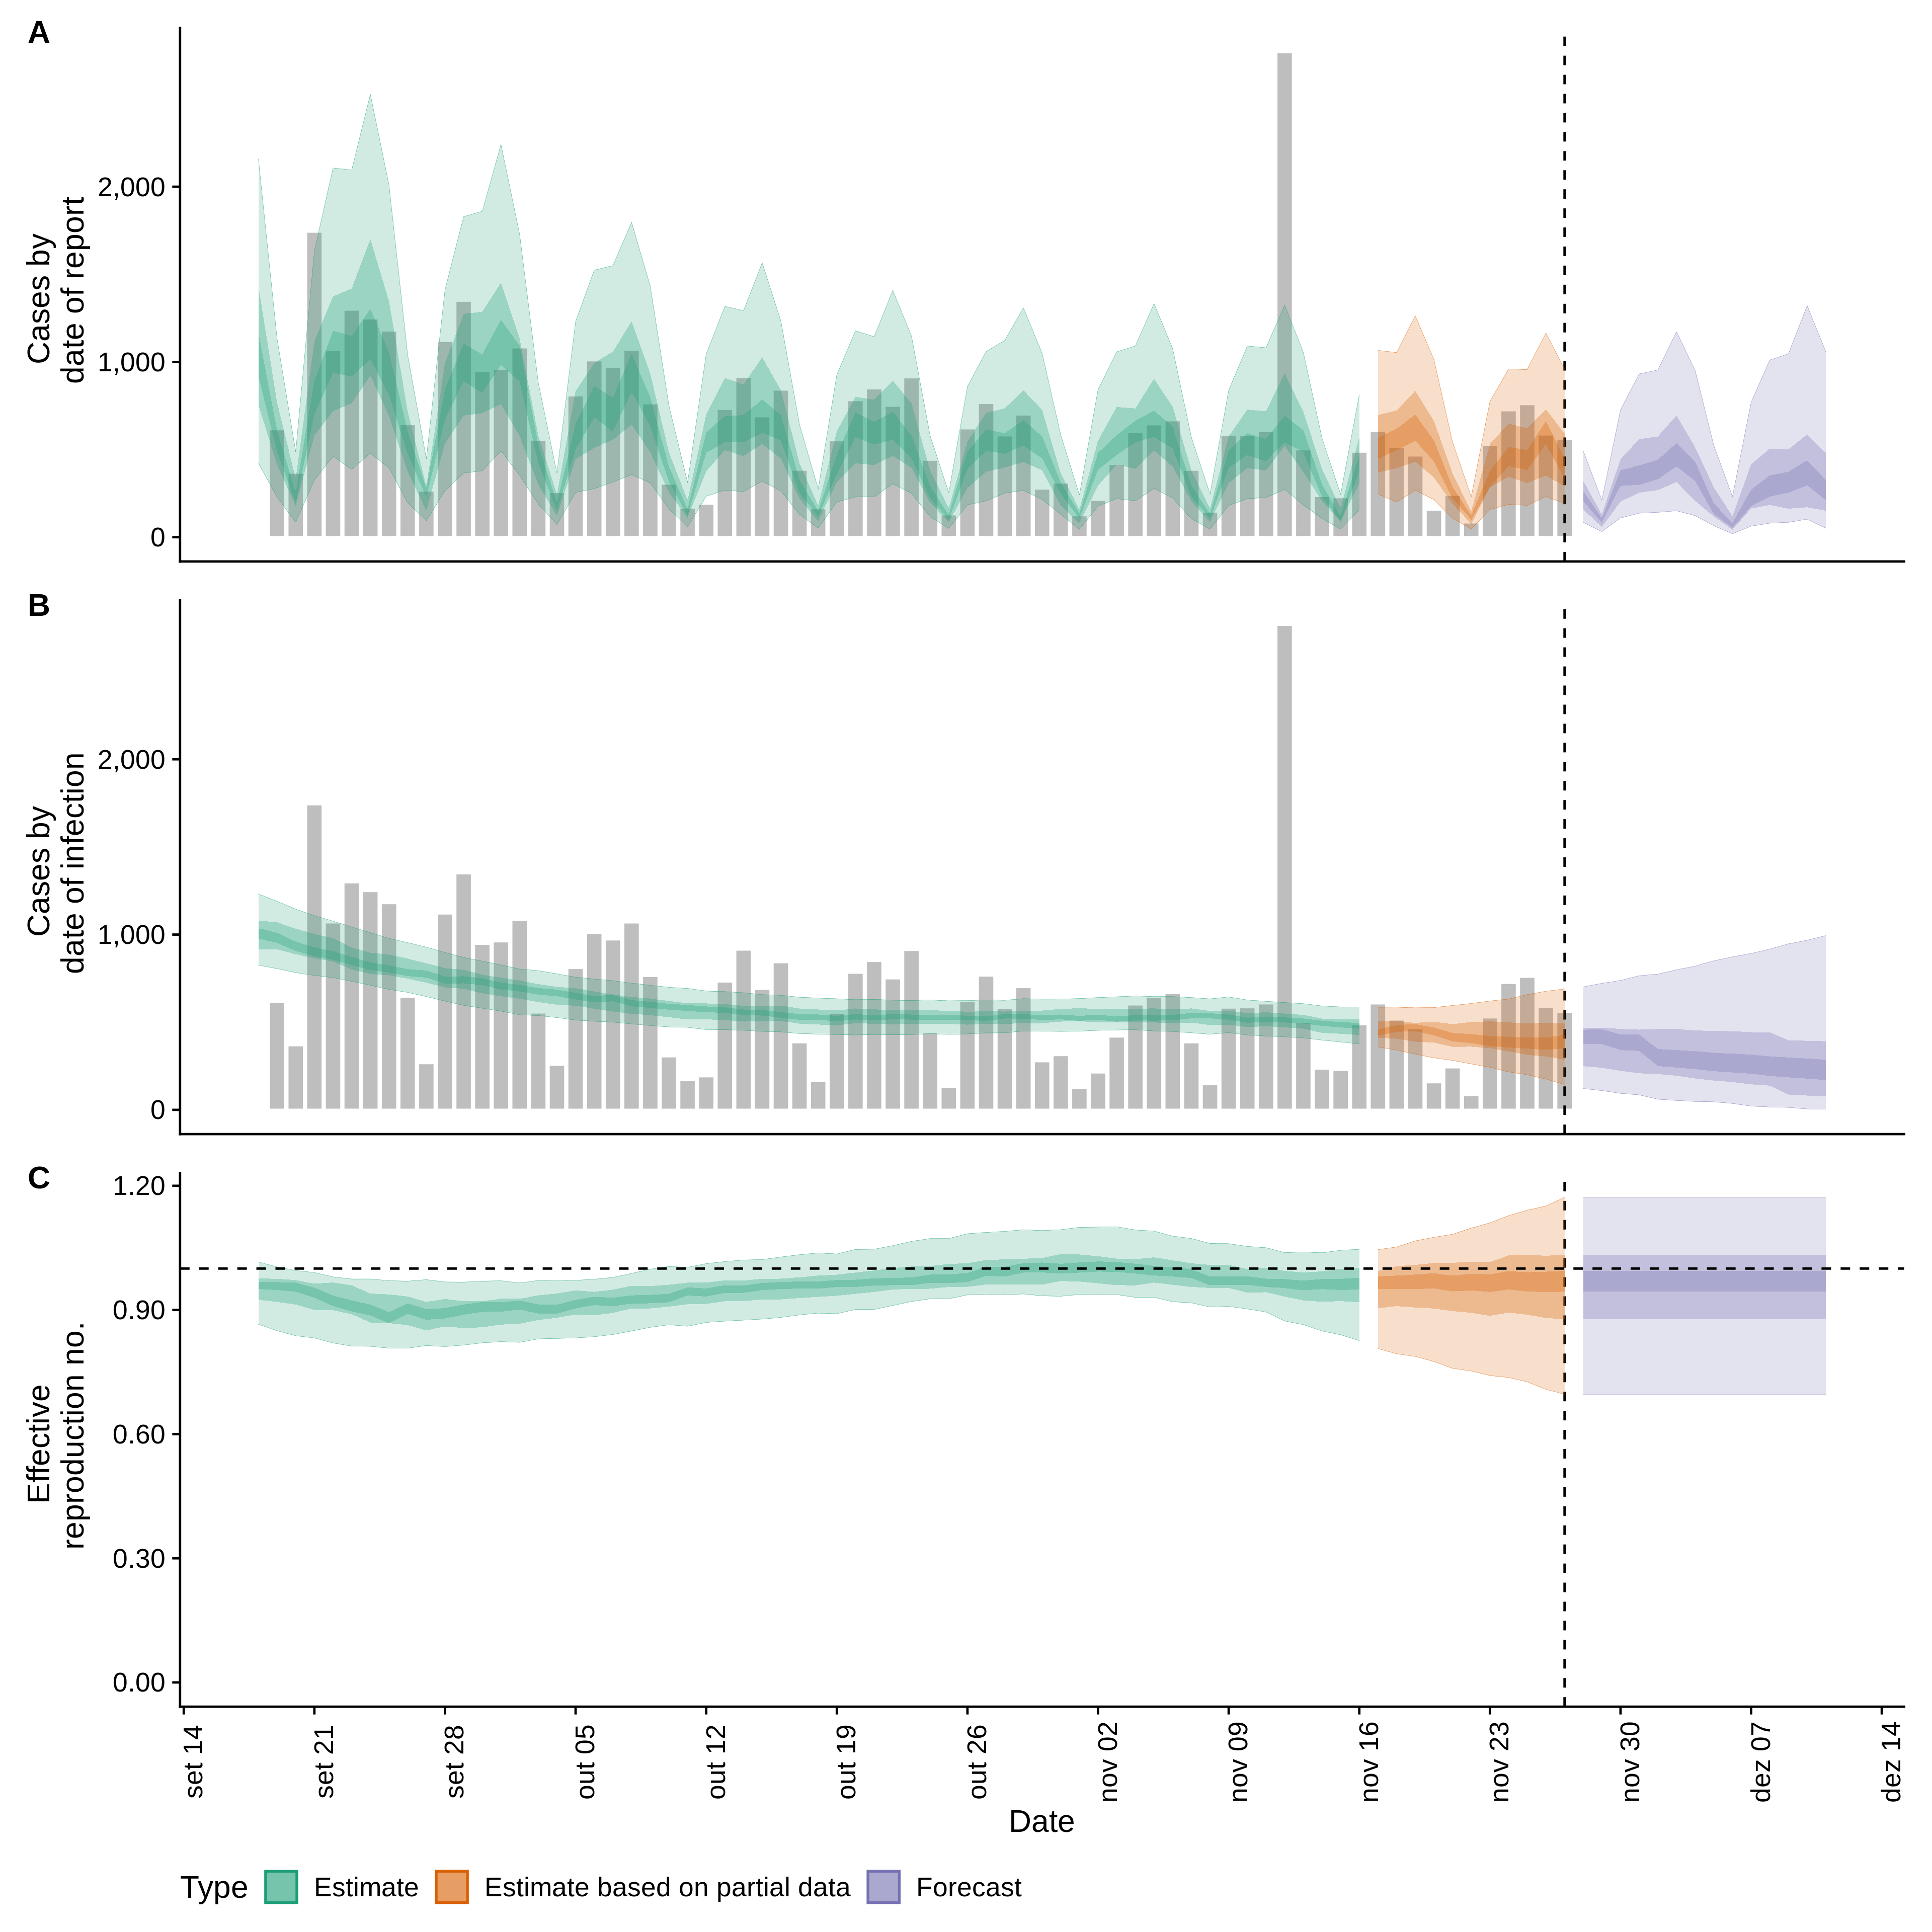 A
Cases by
date of report
2,000
1,000
0
B
Cases by
date of infection
2,000
1,000
0
C
Effective
reproduction no.
1.20
0.90
0.60
0.30
0.00
set 14
set 21
set 28
out 05
out 12
out 19
out 26
nov 02
nov 09
nov 16
nov 23
nov 30
dez 07
dez 14
Date
Type Estimate Estimate based on partial data Forecast